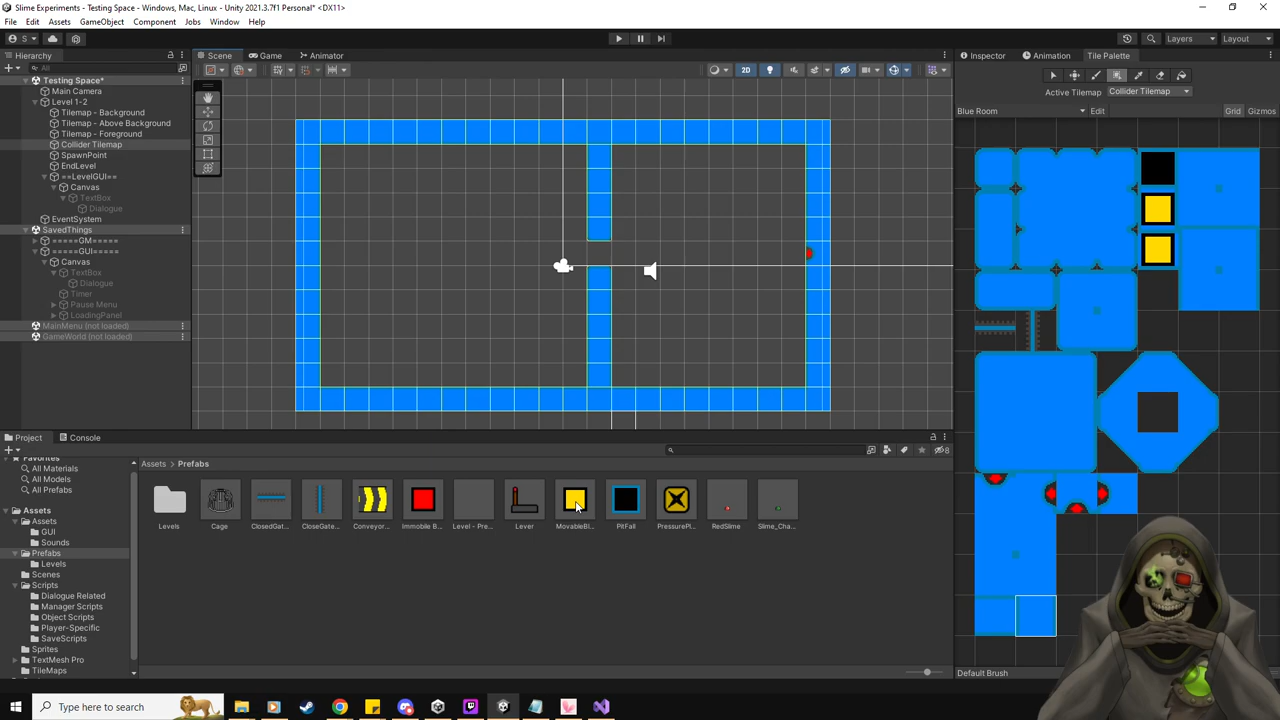 Slime Experiments - Testing Space - Windows, Mac, Linux - Unity 2021.3.7f1 Personal* <DX11>
File Edit Assets GameObject Component Jobs Window Help
S
Layers Layout
Hierarchy
Scene Game Animator
Inspector Animation Tile Palette
All
2D
Testing Space*
Main Camera
Level 1-2
Tilemap - Background
Tilemap - Above Background
Tilemap - Foreground
Collider Tilemap
SpawnPoint
EndLevel
==LevelGUI==
Canvas
TextBox
Dialogue
EventSystem
SavedThings
=====GM=====
=====GUI=====
Canvas
TextBox
Dialogue
Timer
Pause Menu
LoadingPanel
MainMenu (not loaded)
GameWorld (not loaded)
Active Tilemap Collider Tilemap
Blue Room Edit Grid Gizmos
Project Console
8
Favorites
All Materials
All Models
All Prefabs
Assets
Assets
GUI
Sounds
Prefabs
Levels
Scenes
Scripts
Dialogue Related
Manager Scripts
Object Scripts
Player-Specific
SaveScripts
Sprites
TextMesh Pro
TileMaps
Assets > Prefabs
Levels Cage ClosedGat... CloseGate... Conveyor... Immobile B... Level - Pre... Lever MovableBl... PitFall PressurePl... RedSlime Slime_Cha...
Default Brush
Type here to search